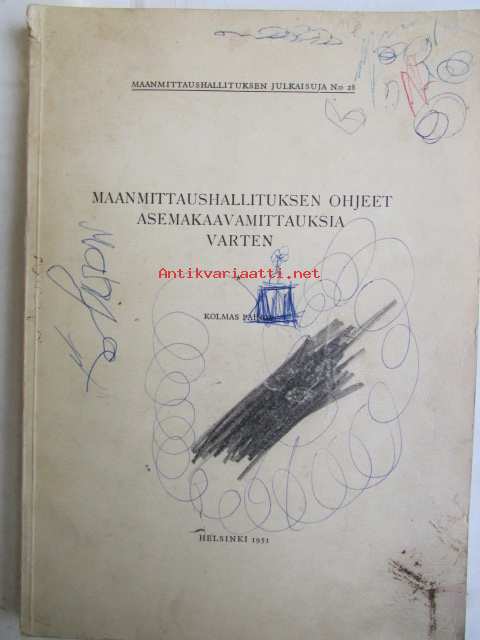 MAANMITTAUSHALLITUKSEN JULKAISUJA No 28
MAANMITTAUSHALLITUKSEN OHJEET
ASEMAKAAVAMITTAUKSIA
VARTEN
Antikvariaatti.net
KOLMAS
HELSINKI 1951